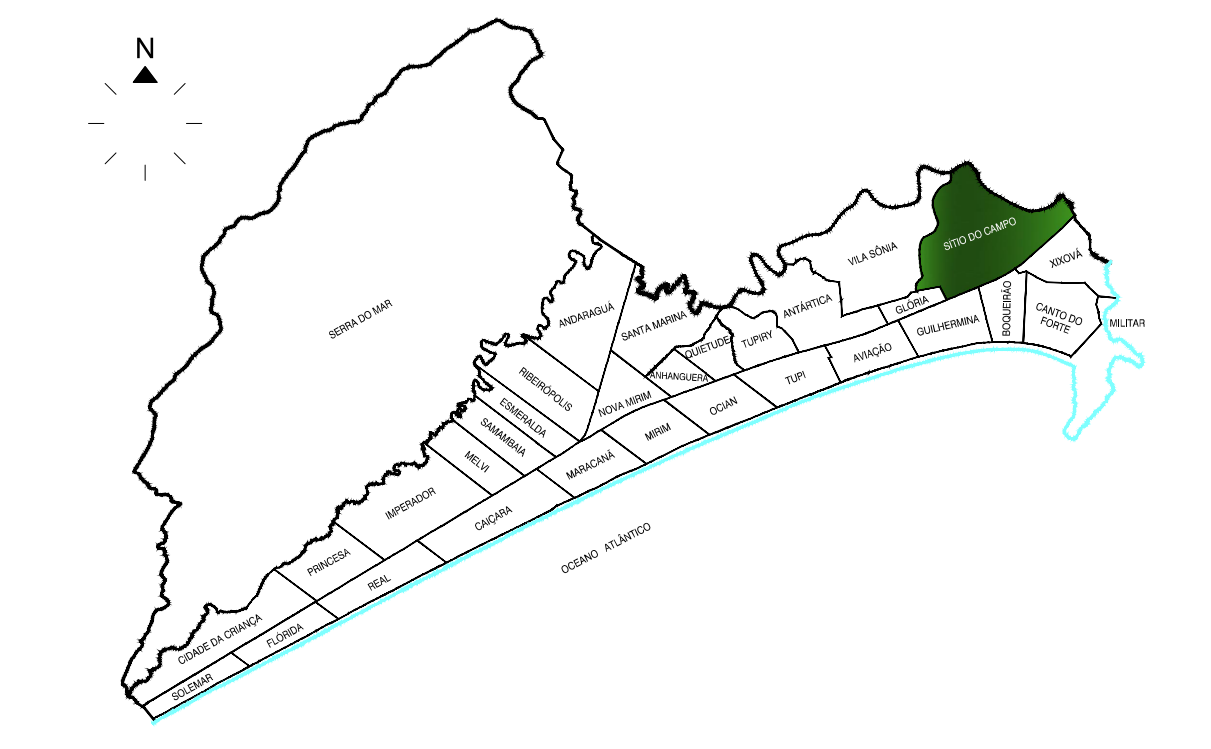 N
SÍTIO DO CAMPO
VILA SÔNIA
XIXOVÁ
ANTÁRTICA
GLÓRIA
BOQUEIRÃO
CANTO DO
FORTE
MILITAR
SERRA DO MAR
ANDARAGUÁ
SANTA MARINA
GUILHERMINA
QUIETUDE
TUPIRY
AVIAÇÃO
ANHANGUERA
TUPI
RIBEIRÓPOLIS
NOVA MIRIM
OCIAN
ESMERALDA
SAMAMBAIA
MIRIM
MELVI
MARACANÃ
IMPERADOR
CAIÇARA
OCEANO ATLÂNTICO
PRINCESA
REAL
CIDADE DA CRIANÇA
FLÓRIDA
SOLEMAR